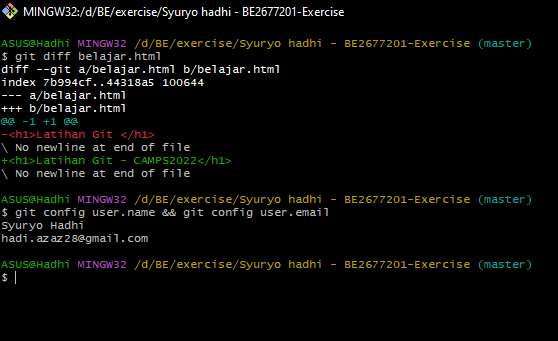 MINGW32:/d/BE/exercise/Syuryo hadhi - BE2677201-Exercise
ASUS@Hadhi MINGW32 /d/BE/exercise/Syuryo hadhi - BE2677201-Exercise (master)
$ git diff belajar.html
diff --git a/belajar.html b/belajar.html
index 7b994cf..44318a5 100644
--- a/belajar.html
+++ b/belajar.html
@@ -1 +1 @@
-<h1>Latihan Git </h1>
\ No newline at end of file
+<h1>Latihan Git - CAMPS2022</h1>
\ No newline at end of file
ASUS@Hadhi MINGW32 /d/BE/exercise/Syuryo hadhi - BE2677201-Exercise (master)
$ git config user.name && git config user.email
Syuryo Hadhi
hadi.azaz28@gmail.com
ASUS@Hadhi MINGW32 /d/BE/exercise/Syuryo hadhi - BE2677201-Exercise (master)
$